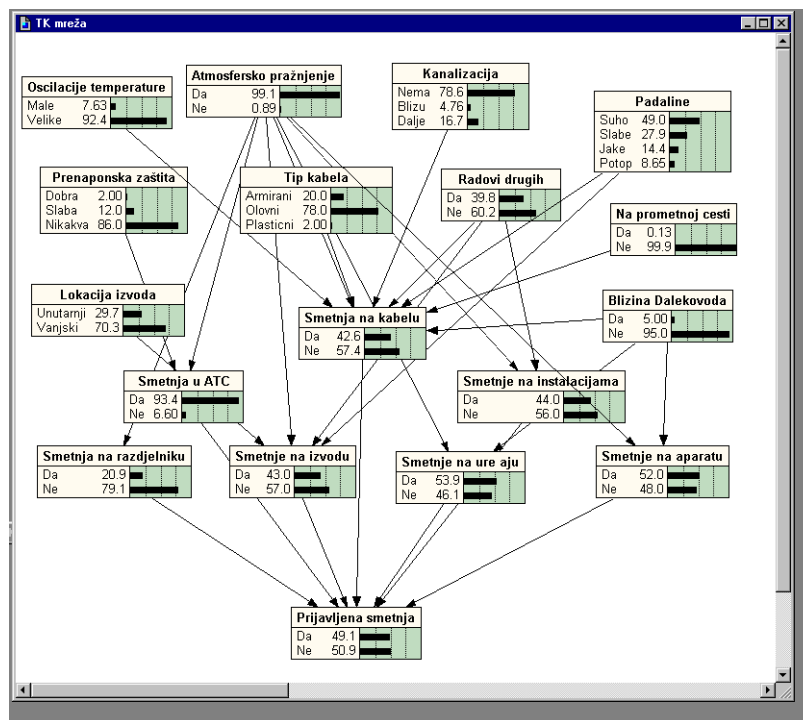 TK mreža
Oscilacije temperature
Male 7.63
Velike 92.4
Atmosfersko pražnjenje
Da 99.1
Ne 0.89
Kanalizacija
Nema 78.6
Blizu 4.76
Dalje 16.7
Padaline
Suho 49.0
Slabe 27.9
Jake 14.4
Potop 8.65
Prenaponska zaštita
Dobra 2.00
Slaba 12.0
Nikakva 86.0
Tip kabela
Armirani 20.0
Olovni 78.0
Plasticni 2.00
Radovi drugih
Da 39.8
Ne 60.2
Na prometnoj cesti
Da 0.13
Ne 99.9
Lokacija izvoda
Unutarnji 29.7
Vanjski 70.3
Smetnja na kabelu
Da 42.6
Ne 57.4
Blizina Dalekovoda
Da 5.00
Ne 95.0
Smetnja u ATC
Da 93.4
Ne 6.60
Smetnje na instalacijama
Da 44.0
Ne 56.0
Smetnja na razdjelniku
Da 20.9
Ne 79.1
Smetnje na izvodu
Da 43.0
Ne 57.0
Smetnje na ure aju
Da 53.9
Ne 46.1
Smetnje na aparatu
Da 52.0
Ne 48.0
Prijavljena smetnja
Da 49.1
Ne 50.9